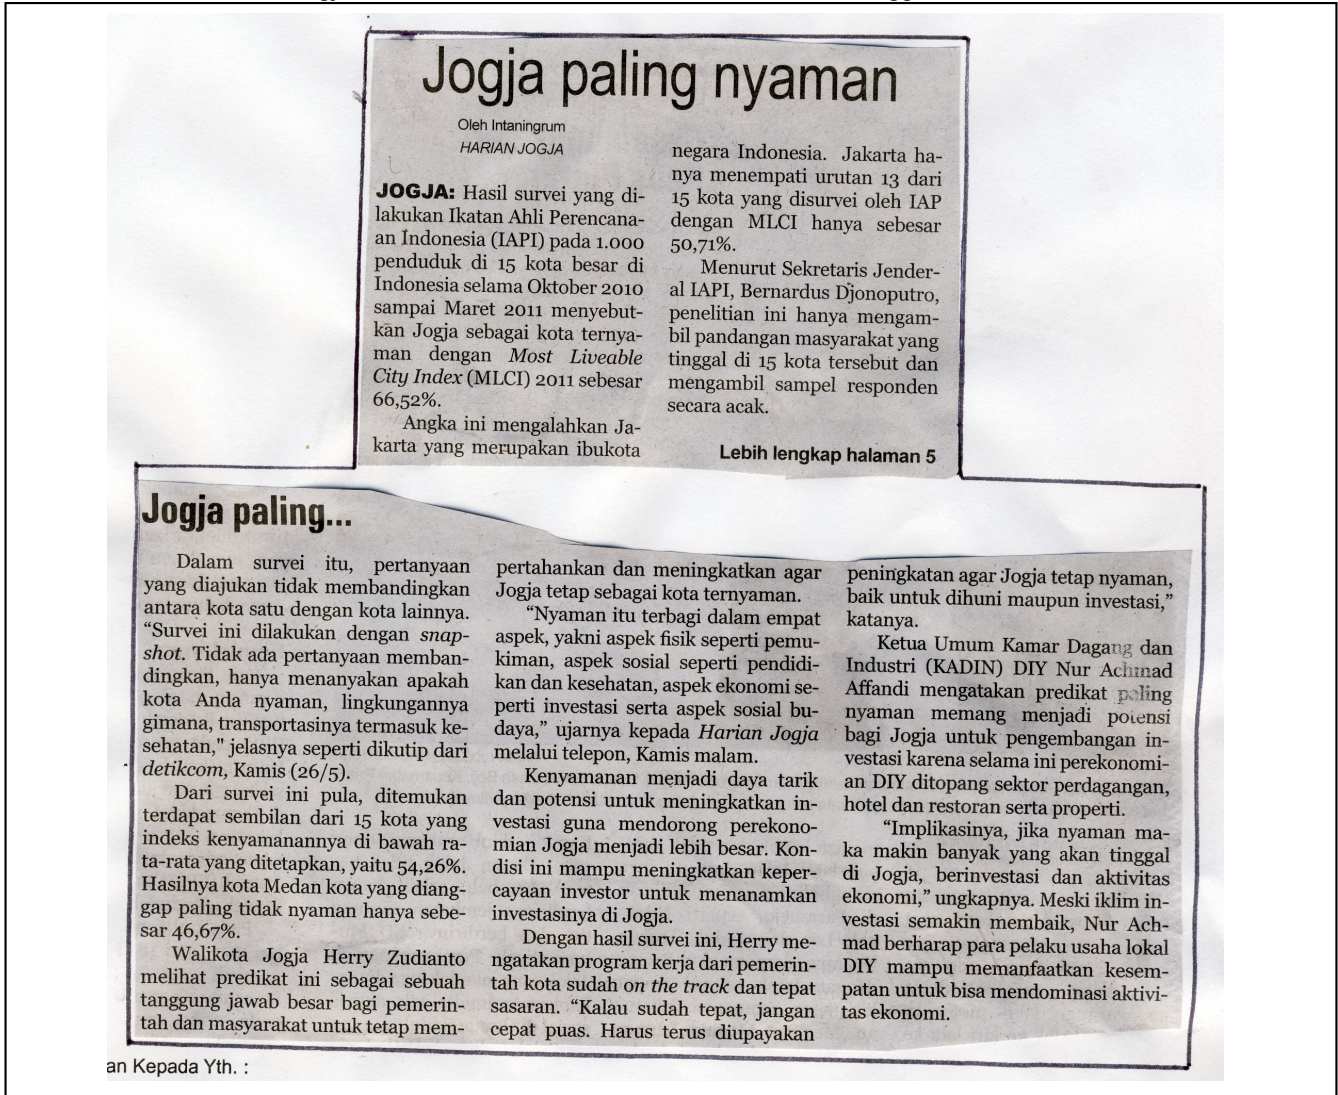 Jogja paling nyaman
Oleh Intaningrum
HARIAN JOGJA
JOGJA: Hasil survei yang di-
lakukan Ikatan Ahli Perencana-
an Indonesia (IAPI) pada 1.000
penduduk di 15 kota besar di
Indonesia selama Oktober 2010
sampai Maret 2011 menyebut-
kan Jogja sebagai kota ternya-
man dengan Most Liveable
City Index (MLCI) 2011 sebesar
66,52%.
Angka ini mengalahkan Ja-
karta yang merupakan ibukota
negara Indonesia. Jakarta ha-
nya menempati urutan 13 dari
15 kota yang disurvei oleh IAP
dengan MLCI hanya sebesar
50,71%.
Menurut Sekretaris Jender-
al IAPI, Bernardus Djonoputro,
penelitian ini hanya mengam-
bil pandangan masyarakat yang
tinggal di 15 kota tersebut dan
mengambil sampel responden
secara acak.
Lebih lengkap halaman 5
Jogja paling...
Dalam survei itu, pertanyaan
yang diajukan tidak membandingkan
antara kota satu dengan kota lainnya.
“Survei ini dilakukan dengan snap-
shot. Tidak ada pertanyaan memban-
dingkan, hanya menanyakan apakah
kota Anda nyaman, lingkungannya
gimana, transportasinya termasuk ke-
sehatan," jelasnya seperti dikutip dari
detikcom, Kamis (26/5).
Dari survei ini pula, ditemukan
terdapat sembilan dari 15 kota yang
indeks kenyamanannya di bawah ra-
ta-rata yang ditetapkan, yaitu 54,26%.
Hasilnya kota Medan kota yang diang-
gap paling tidak nyaman hanya sebe-
sar 46,67%.
Walikota Jogja Herry Zudianto
melihat predikat ini sebagai sebuah
tanggung jawab besar bagi pemerin-
tah dan masyarakat untuk tetap mem-
pertahankan dan meningkatkan agar
Jogja tetap sebagai kota ternyaman.
“Nyaman itu terbagi dalam empat
aspek, yakni aspek fisik seperti pemu-
kiman, aspek sosial seperti pendidi-
kan dan kesehatan, aspek ekonomi se-
perti investasi serta aspek sosial bu-
daya,” ujarnya kepada Harian Jogja
melalui telepon, Kamis malam.
Kenyamanan menjadi daya tarik
dan potensi untuk meningkatkan in-
vestasi guna mendorong perekono-
mian Jogja menjadi lebih besar. Kon-
disi ini mampu meningkatkan keper-
cayaan investor untuk menanamkan
investasinya di Jogja.
Dengan hasil survei ini, Herry me-
ngatakan program kerja dari pemerin-
tah kota sudah on the track dan tepat
sasaran. “Kalau sudah tepat, jangan
cepat puas. Harus terus diupayakan
peningkatan agar Jogja tetap nyaman,
baik untuk dihuni maupun investasi,”
katanya.
Ketua Umum Kamar Dagang dan
Industri (KADIN) DIY Nur Achmad
Affandi mengatakan predikat paling
nyaman memang menjadi potensi
bagi Jogja untuk pengembangan in-
vestasi karena selama ini perekonomi-
an DIY ditopang sektor perdagangan,
hotel dan restoran serta properti.
“Implikasinya, jika nyaman ma-
ka makin banyak yang akan tinggal
di Jogja, berinvestasi dan aktivitas
ekonomi,” ungkapnya. Meski iklim in-
vestasi semakin membaik, Nur Ach-
mad berharap para pelaku usaha lokal
DIY mampu memanfaatkan kesem-
patan untuk bisa mendominasi aktivi-
tas ekonomi.
an Kepada Yth. :